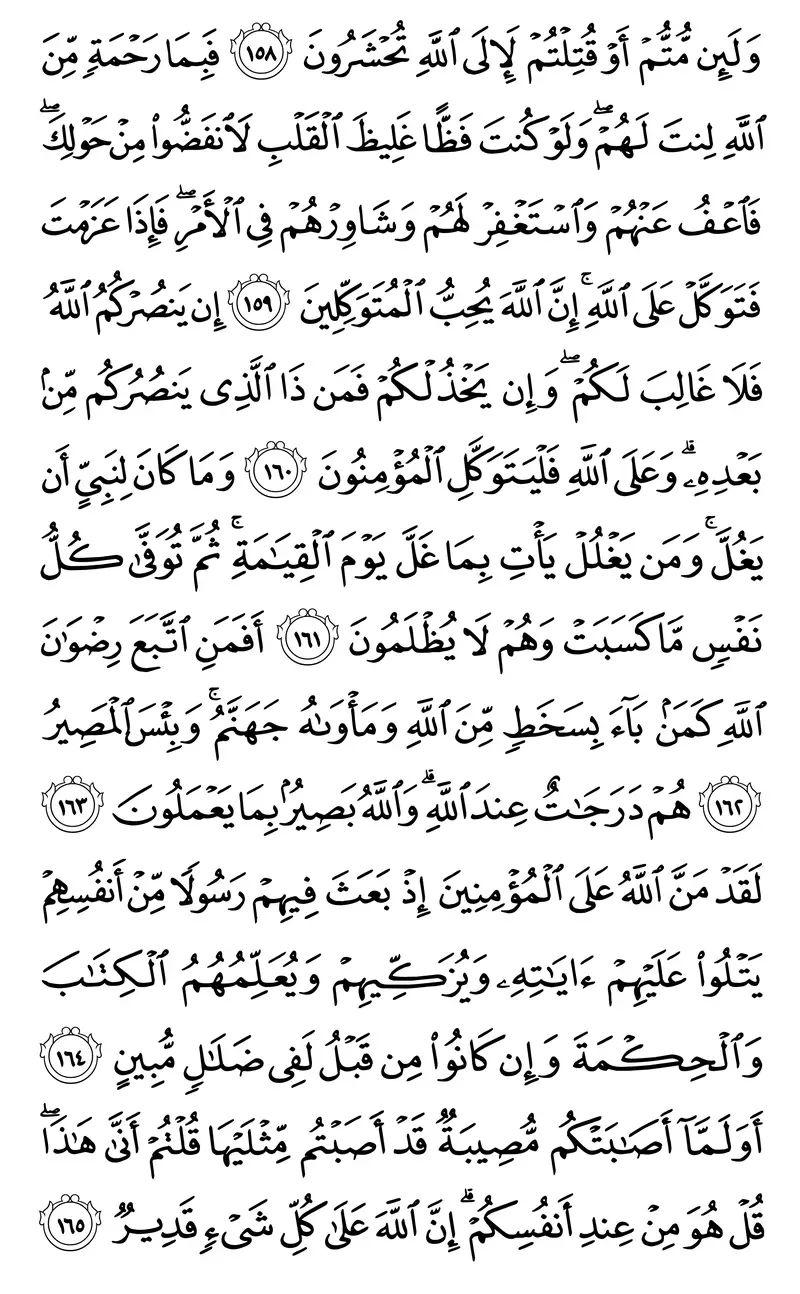 وَلَئِن مُّتُّمْ أَوْ قُتِلْتُمْ لَإِلَى ٱللَّهِ تُحْشَرُونَ ١٥٨ فَبِمَا رَحْمَةٍ مِّنَ
ٱللَّهِ لِنتَ لَهُمْ ۖ وَلَوْ كُنتَ فَظًّا غَلِيظَ ٱلْقَلْبِ لَٱنفَضُّوا۟ مِنْ حَوْلِكَ ۖ
فَٱعْفُ عَنْهُمْ وَٱسْتَغْفِرْ لَهُمْ وَشَاوِرْهُمْ فِى ٱلْأَمْرِ ۖ فَإِذَا عَزَمْتَ
فَتَوَكَّلْ عَلَى ٱللَّهِ ۚ إِنَّ ٱللَّهَ يُحِبُّ ٱلْمُتَوَكِّلِينَ ١٥٩ إِن يَنصُرْكُمُ ٱللَّهُ
فَلَا غَالِبَ لَكُمْ ۖ وَإِن يَخْذُلْكُمْ فَمَن ذَا ٱلَّذِى يَنصُرُكُم مِّنۢ
بَعْدِهِۦ ۗ وَعَلَى ٱللَّهِ فَلْيَتَوَكَّلِ ٱلْمُؤْمِنُونَ ١٦٠ وَمَا كَانَ لِنَبِىٍّ أَن
يَغُلَّ ۚ وَمَن يَغْلُلْ يَأْتِ بِمَا غَلَّ يَوْمَ ٱلْقِيَـٰمَةِ ۚ ثُمَّ تُوَفَّىٰ كُلُّ
نَفْسٍ مَّا كَسَبَتْ وَهُمْ لَا يُظْلَمُونَ ١٦١ أَفَمَنِ ٱتَّبَعَ رِضْوَٰنَ
ٱللَّهِ كَمَنۢ بَآءَ بِسَخَطٍ مِّنَ ٱللَّهِ وَمَأْوَىٰهُ جَهَنَّمُ ۚ وَبِئْسَ ٱلْمَصِيرُ
١٦٢ هُمْ دَرَجَـٰتٌ عِندَ ٱللَّهِ ۗ وَٱللَّهُ بَصِيرٌۢ بِمَا يَعْمَلُونَ ١٦٣
لَقَدْ مَنَّ ٱللَّهُ عَلَى ٱلْمُؤْمِنِينَ إِذْ بَعَثَ فِيهِمْ رَسُولًا مِّنْ أَنفُسِهِمْ
يَتْلُوا۟ عَلَيْهِمْ ءَايَـٰتِهِۦ وَيُزَكِّيهِمْ وَيُعَلِّمُهُمُ ٱلْكِتَـٰبَ
وَٱلْحِكْمَةَ وَإِن كَانُوا۟ مِن قَبْلُ لَفِى ضَلَـٰلٍ مُّبِينٍ ١٦٤
أَوَلَمَّآ أَصَـٰبَتْكُم مُّصِيبَةٌ قَدْ أَصَبْتُم مِّثْلَيْهَا قُلْتُمْ أَنَّىٰ هَـٰذَا ۖ
قُلْ هُوَ مِنْ عِندِ أَنفُسِكُمْ ۗ إِنَّ ٱللَّهَ عَلَىٰ كُلِّ شَىْءٍ قَدِيرٌ ١٦٥